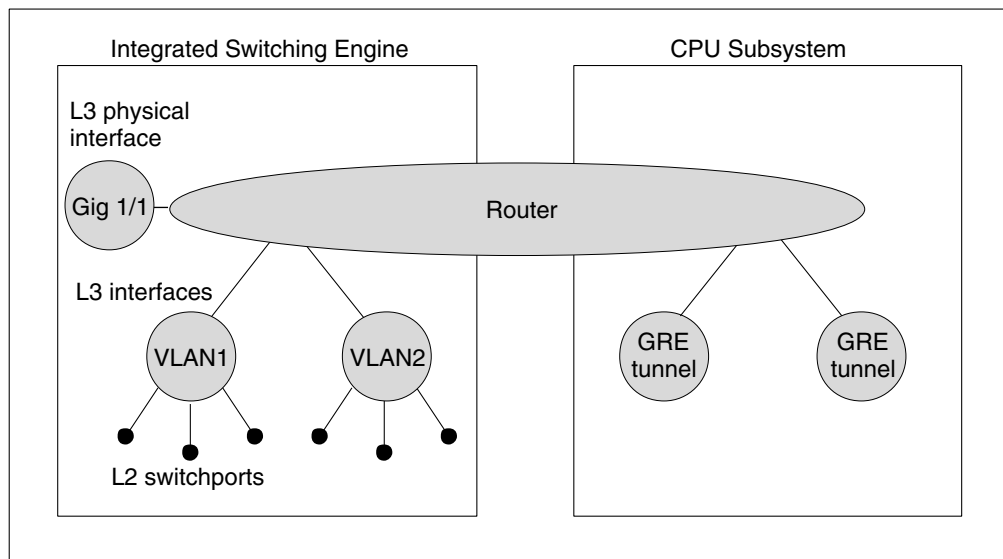 Integrated Switching Engine
CPU Subsystem
L3 physical
interface
Gig 1/1
Router
L3 interfaces
VLAN1
VLAN2
GRE
tunnel
GRE
tunnel
L2 switchports